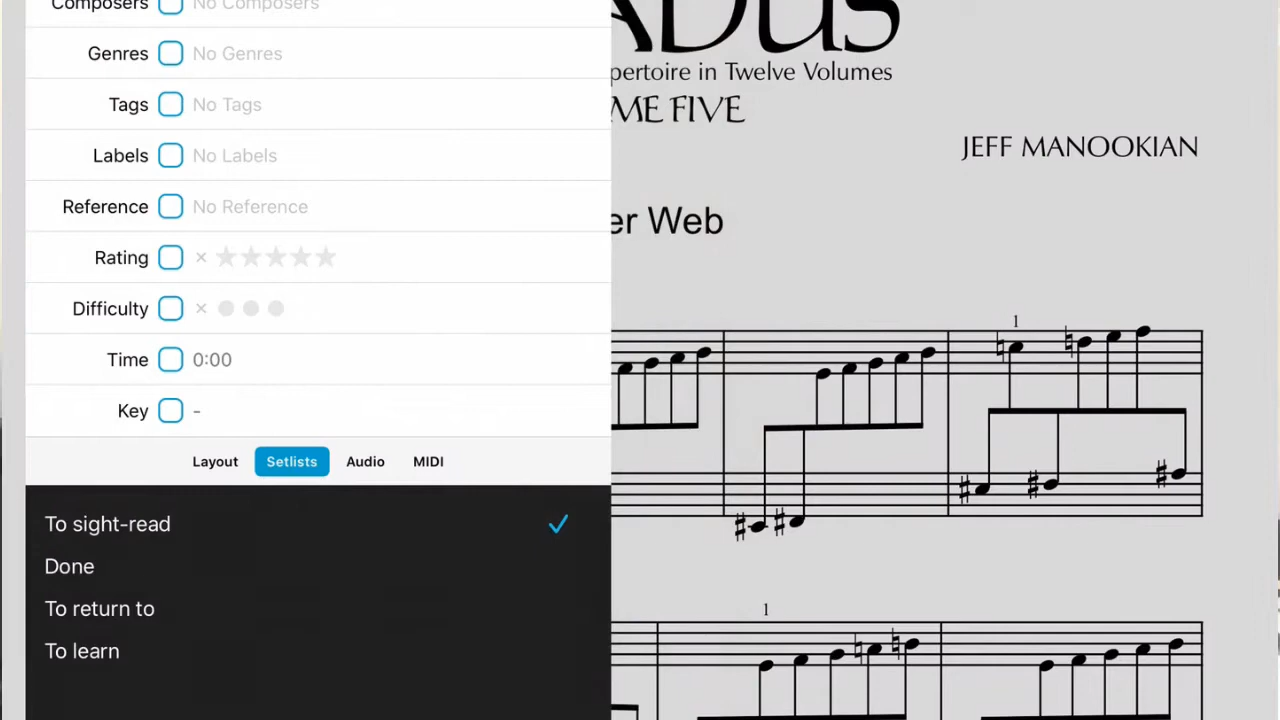 Composers No Composers
Genres No Genres
Tags No Tags
Labels No Labels
Reference No Reference
Rating ×
Difficulty ×
Time 0:00
Key -
Layout Setlists Audio MIDI
To sight-read
Done
To return to
To learn
ADUS
pertoire in Twelve Volumes
ME FIVE
JEFF MANOOKIAN
er Web
1
1